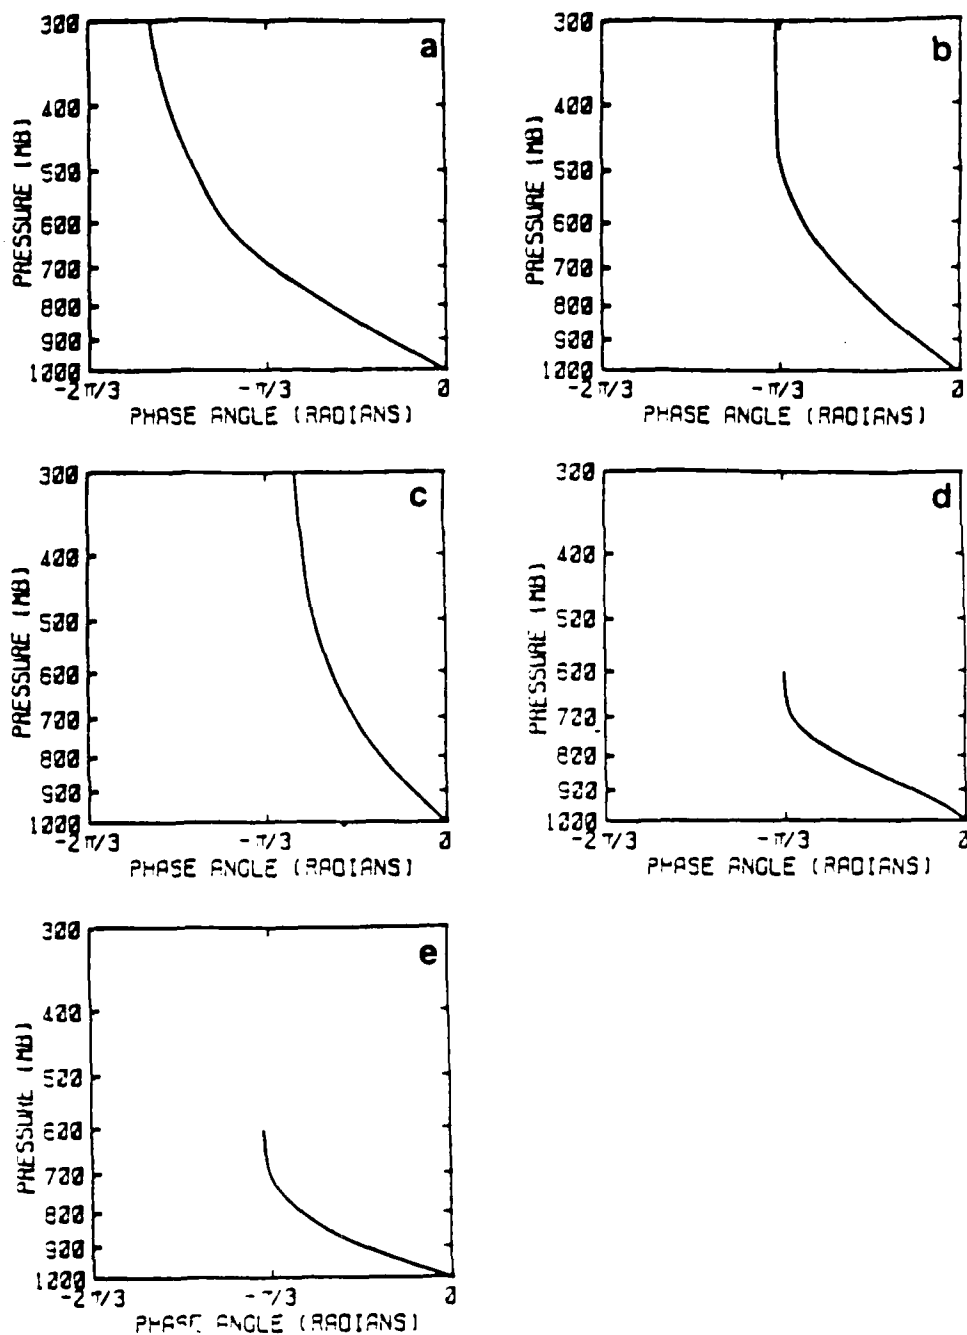 300
400
500
600
700
800
900
1000
PRESSURE (MB)
a
-2π/3
-π/3
0
PHASE ANGLE (RADIANS)
300
400
500
600
700
800
900
1000
PRESSURE (MB)
b
-2π/3
-π/3
0
PHASE ANGLE (RADIANS)
300
400
500
600
700
800
900
1000
PRESSURE (MB)
c
-2π/3
-π/3
0
PHASE ANGLE (RADIANS)
300
400
500
600
700
800
900
1000
PRESSURE (MB)
d
-2π/3
-π/3
0
PHASE ANGLE (RADIANS)
300
400
500
600
700
800
900
1000
PRESSURE (MB)
e
-2π/3
-π/3
0
PHASE ANGLE (RADIANS)